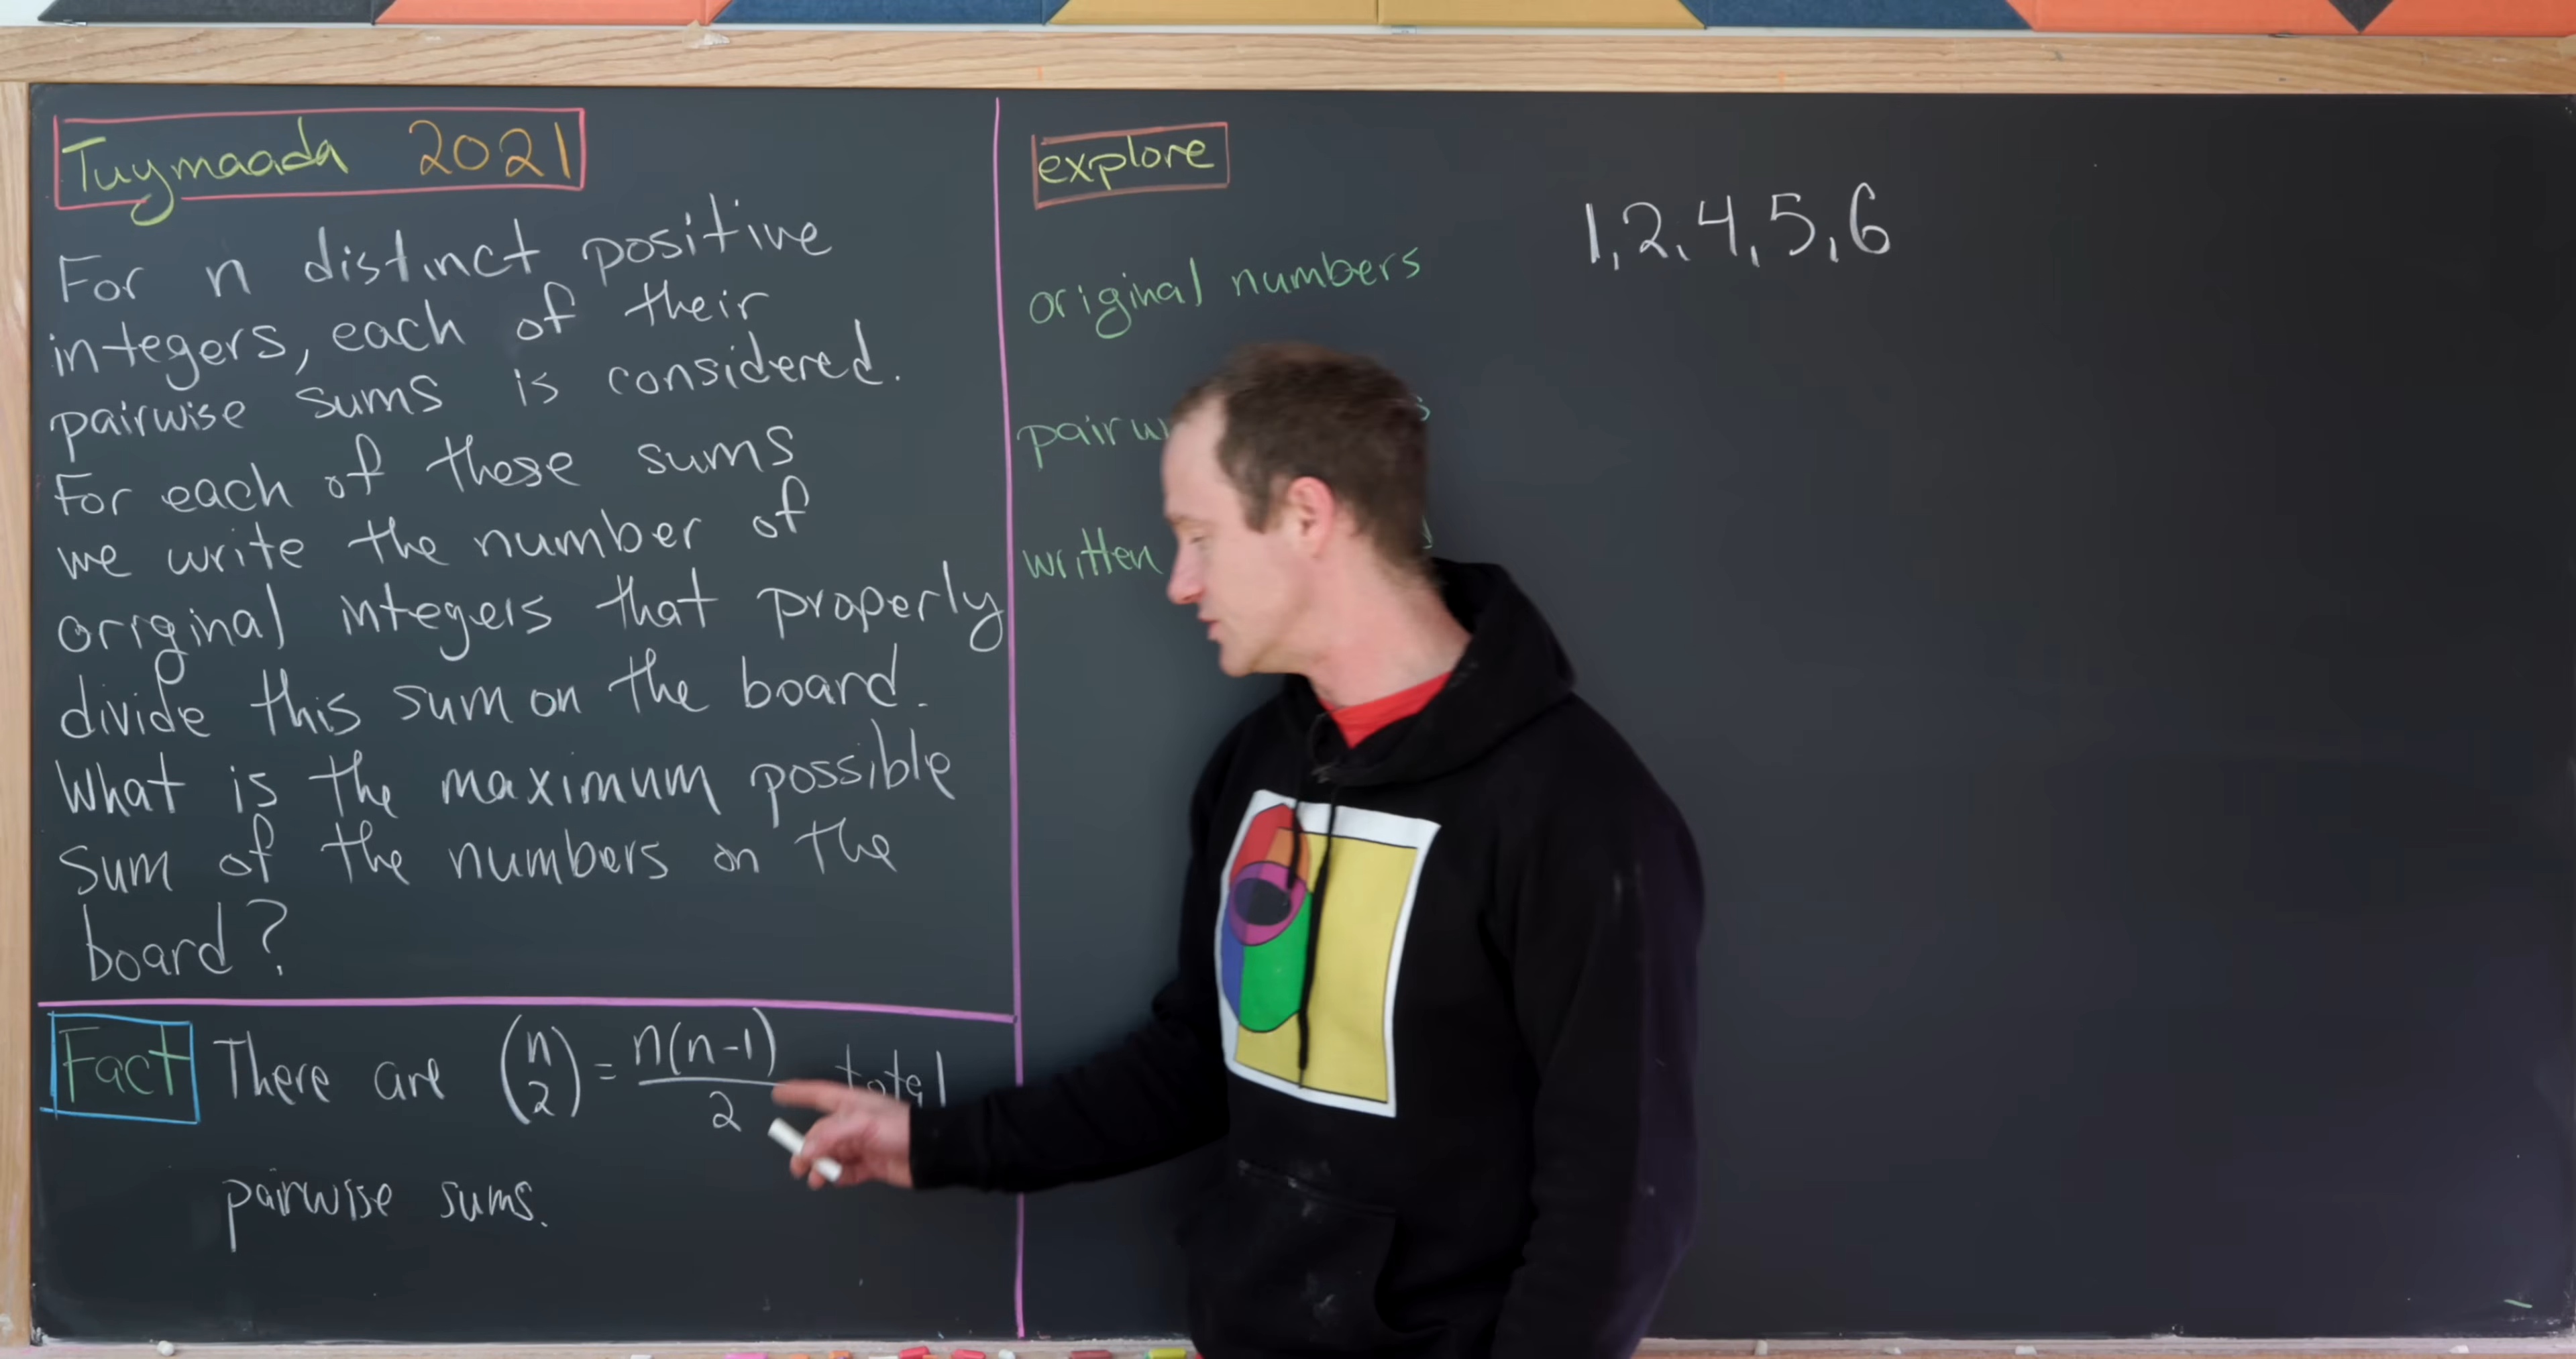 Tuymaada 2021
For n distinct positive
integers, each of their
pairwise sums is considered.
For each of these sums
we write the number of
original integers that properly
divide this sum on the board.
What is the maximum possible
sum of the numbers on the
board?
Fact There are (n 2) = n(n-1)/2 total
pairwise sums.
explore
original numbers
1, 2, 4, 5, 6
written